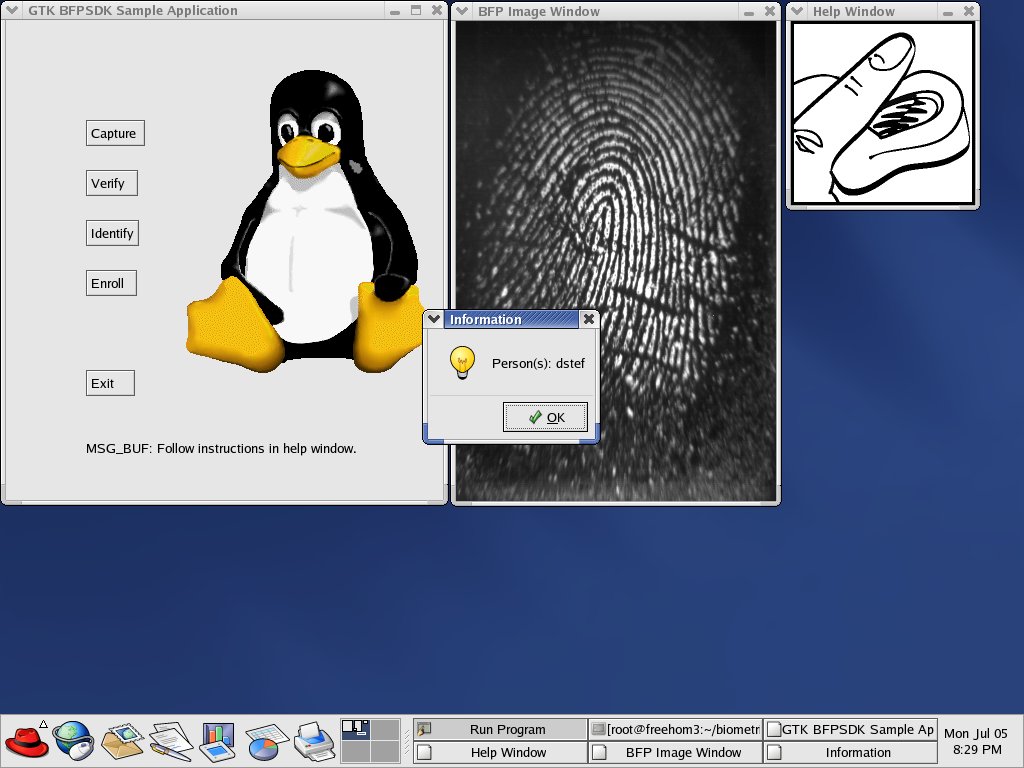 GTK BFPSDK Sample Application
BFP Image Window
Help Window
Capture
Verify
Identify
Enroll
Exit
MSG_BUF: Follow instructions in help window.
Information
Person(s): dstef
OK
Run Program
[root@freehom3:~/biometr
GTK BFPSDK Sample Ap
Help Window
BFP Image Window
Information
Mon Jul 05
8:29 PM